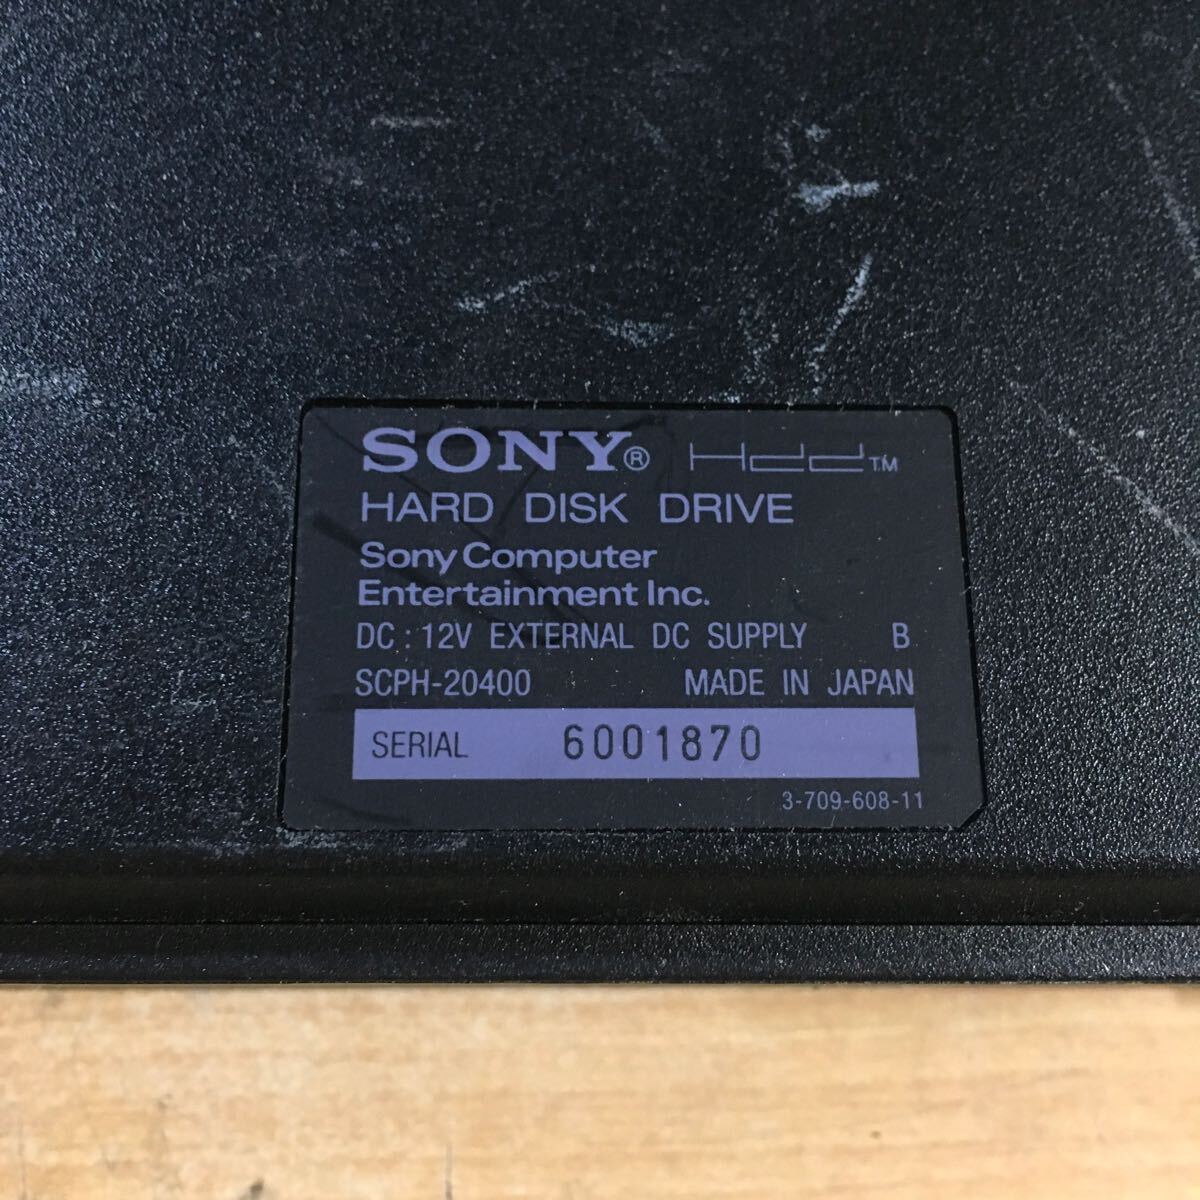 SONY® Hdd™
HARD DISK DRIVE
Sony Computer
Entertainment Inc.
DC : 12V EXTERNAL DC SUPPLY B
SCPH-20400 MADE IN JAPAN
SERIAL 6001870
3-709-608-11